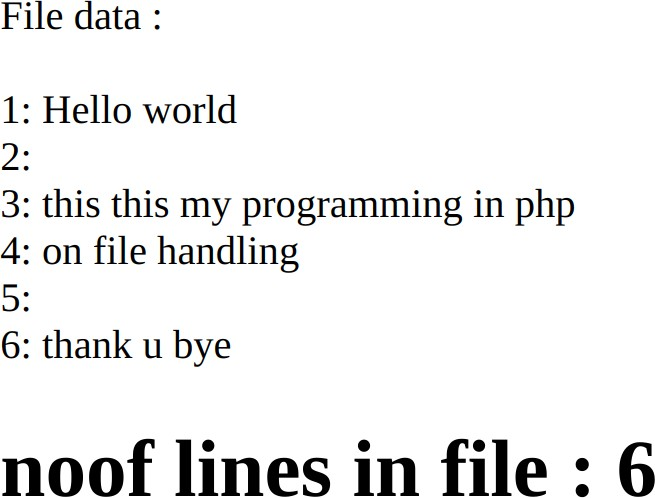 File data :
1: Hello world
2:
3: this this my programming in php
4: on file handling
5:
6: thank u bye
noof lines in file : 6